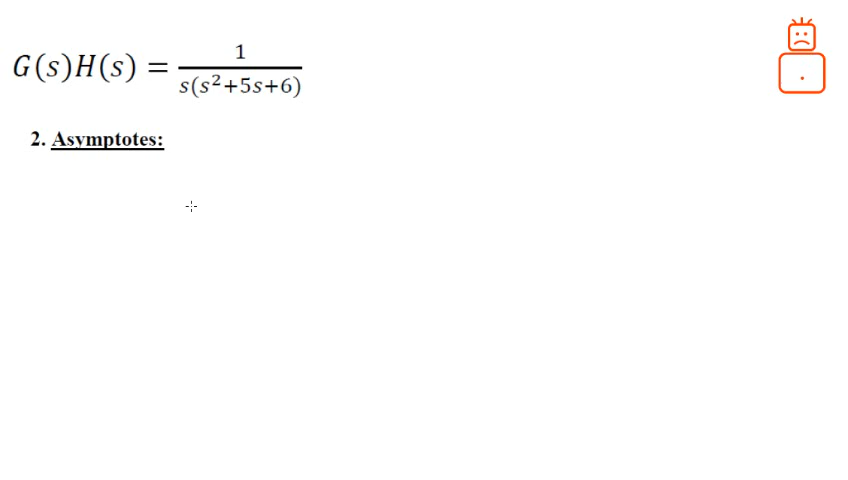 G(s)H(s) = 1 / s(s²+5s+6)
2. Asymptotes: